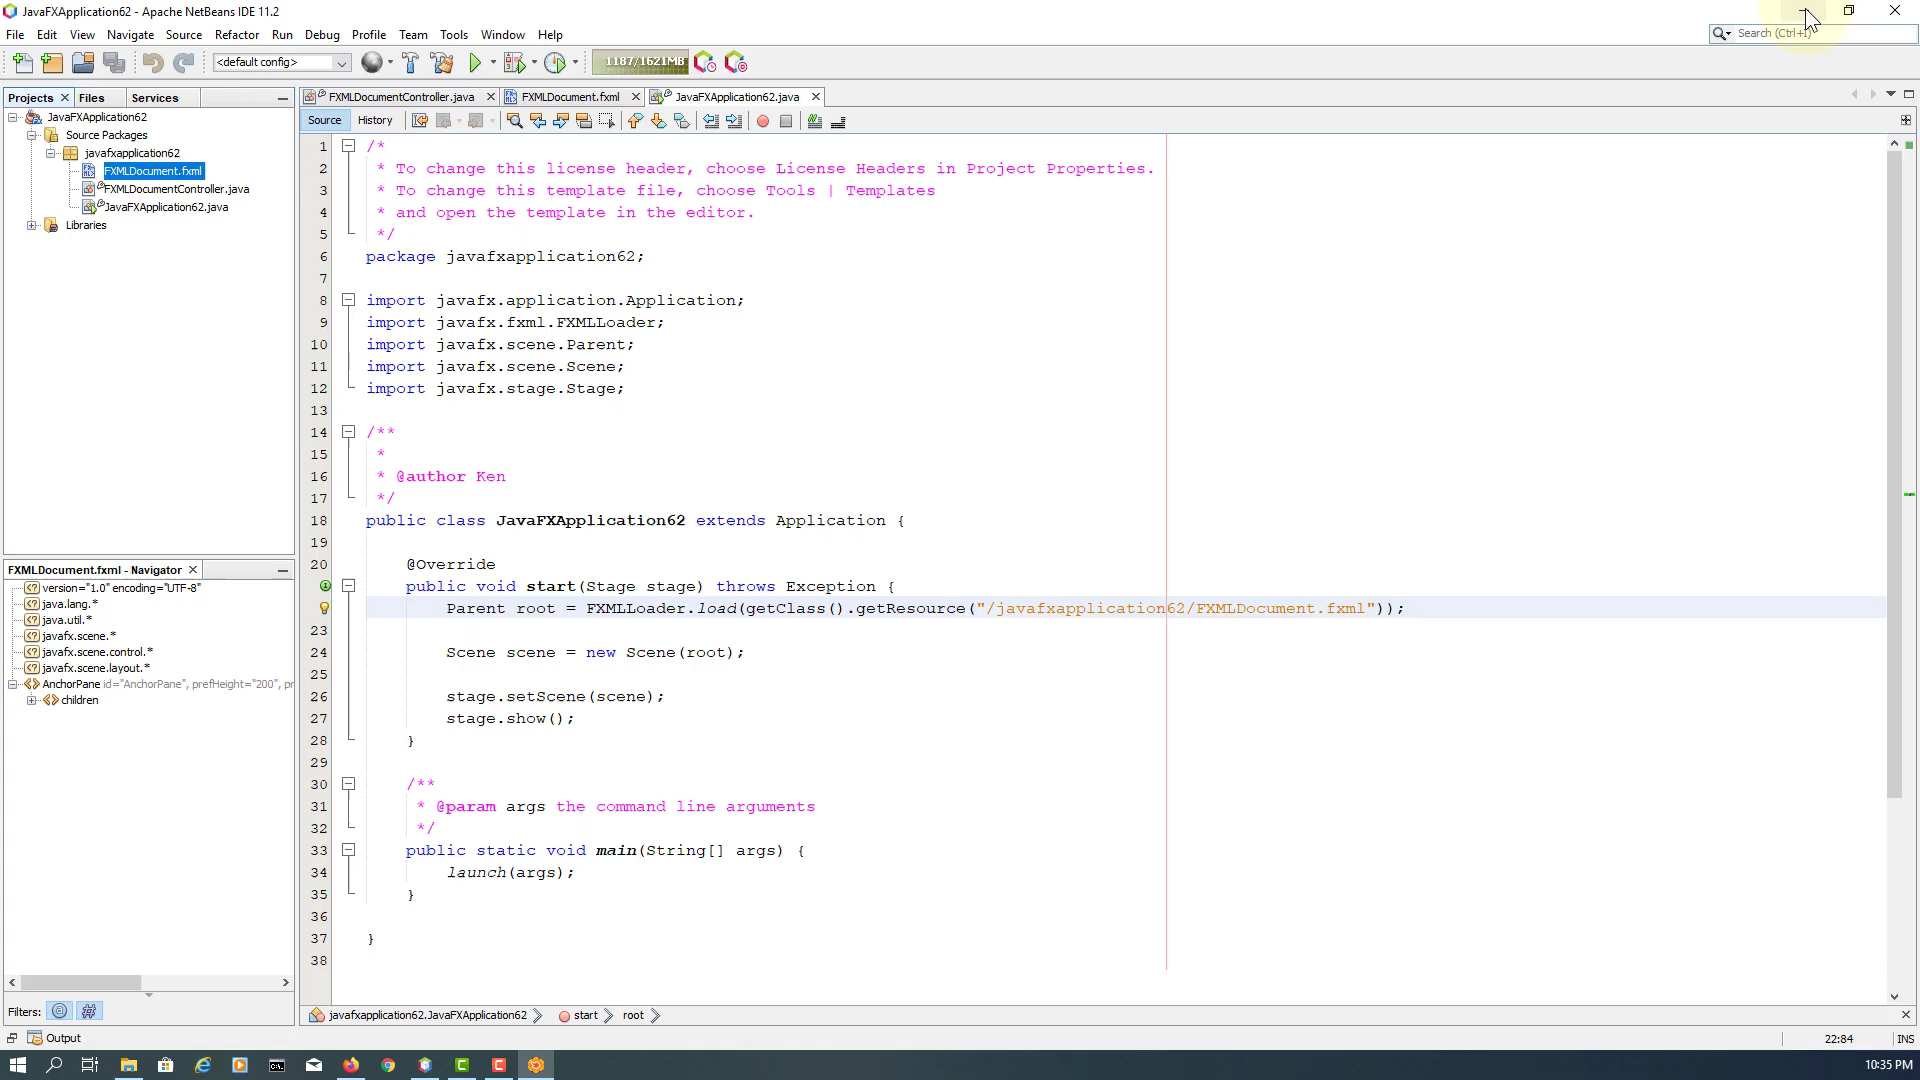 JavaFXApplication62 - Apache NetBeans IDE 11.2
File Edit View Navigate Source Refactor Run Debug Profile Team Tools Window Help
Search (Ctrl+I)
<default config>
1187/1621MB
Projects Files Services
FXMLDocumentController.java FXMLDocument.fxml JavaFXApplication62.java
Source History
JavaFXApplication62
Source Packages
javafxapplication62
FXMLDocument.fxml
FXMLDocumentController.java
JavaFXApplication62.java
Libraries
FXMLDocument.fxml - Navigator
version="1.0" encoding="UTF-8"
java.lang.*
java.util.*
javafx.scene.*
javafx.scene.control.*
javafx.scene.layout.*
AnchorPane id="AnchorPane", prefHeight="200", pr
children
Filters:
1 /*
2 * To change this license header, choose License Headers in Project Properties.
3 * To change this template file, choose Tools | Templates
4 * and open the template in the editor.
5 */
6 package javafxapplication62;
7
8 import javafx.application.Application;
9 import javafx.fxml.FXMLLoader;
10 import javafx.scene.Parent;
11 import javafx.scene.Scene;
12 import javafx.stage.Stage;
13
14 /**
15 *
16 * @author Ken
17 */
18 public class JavaFXApplication62 extends Application {
19
20 @Override
public void start(Stage stage) throws Exception {
Parent root = FXMLLoader.load(getClass().getResource("/javafxapplication62/FXMLDocument.fxml"));
23
24 Scene scene = new Scene(root);
25
26 stage.setScene(scene);
27 stage.show();
28 }
29
30 /**
31 * @param args the command line arguments
32 */
33 public static void main(String[] args) {
34 launch(args);
35 }
36
37 }
38
javafxapplication62.JavaFXApplication62 start root
Output
22:84 INS
10:35 PM